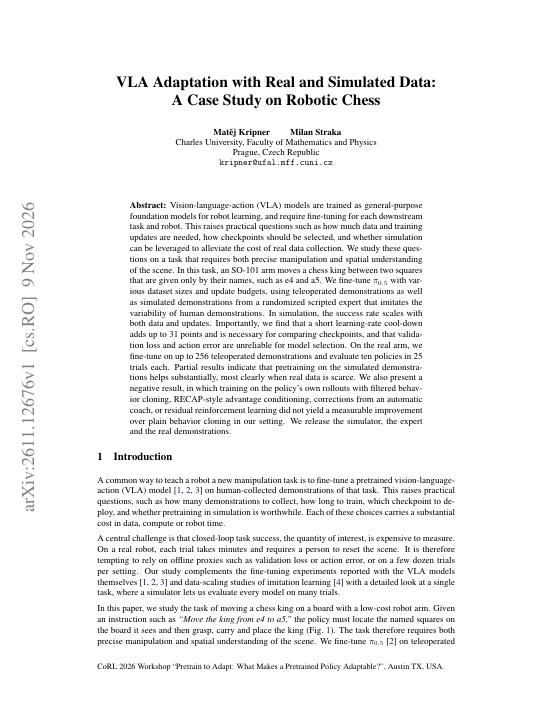 VLA Adaptation with Real and Simulated Data:
A Case Study on Robotic Chess
Matěj Kripner Milan Straka
Charles University, Faculty of Mathematics and Physics
Prague, Czech Republic
kripner@ufal.mff.cuni.cz
Abstract: Vision-language-action (VLA) models are trained as general-purpose
foundation models for robot learning, and require fine-tuning for each downstream
task and robot. This raises practical questions such as how much data and training
updates are needed, how checkpoints should be selected, and whether simulation
can be leveraged to alleviate the cost of real data collection. We study these ques-
tions on a task that requires both precise manipulation and spatial understanding
of the scene. In this task, an SO-101 arm moves a chess king between two squares
that are given only by their names, such as e4 and a5. We fine-tune π0.5 with var-
ious dataset sizes and update budgets, using teleoperated demonstrations as well
as simulated demonstrations from a randomized scripted expert that imitates the
variability of human demonstrations. In simulation, the success rate scales with
both data and updates. Importantly, we find that a short learning-rate cool-down
adds up to 31 points and is necessary for comparing checkpoints, and that valida-
tion loss and action error are unreliable for model selection. On the real arm, we
fine-tune on up to 256 teleoperated demonstrations and evaluate ten policies in 25
trials each. Partial results indicate that pretraining on the simulated demonstra-
tions helps substantially, most clearly when real data is scarce. We also present a
negative result, in which training on the policy's own rollouts with filtered behav-
ior cloning, RECAP-style advantage conditioning, corrections from an automatic
coach, or residual reinforcement learning did not yield a measurable improvement
over plain behavior cloning in our setting. We release the simulator, the expert
and the real demonstrations.
1 Introduction
A common way to teach a robot a new manipulation task is to fine-tune a pretrained vision-language-
action (VLA) model [1, 2, 3] on human-collected demonstrations of that task. This raises practical
questions, such as how many demonstrations to collect, how long to train, which checkpoint to de-
ploy, and whether pretraining in simulation is worthwhile. Each of these choices carries a substantial
cost in data, compute or robot time.
A central challenge is that closed-loop task success, the quantity of interest, is expensive to measure.
On a real robot, each trial takes minutes and requires a person to reset the scene. It is therefore
tempting to rely on offline proxies such as validation loss or action error, or on a few dozen trials
per setting. Our study complements the fine-tuning experiments reported with the VLA models
themselves [1, 2, 3] and data-scaling studies of imitation learning [4] with a detailed look at a single
task, where a simulator lets us evaluate every model on many trials.
In this paper, we study the task of moving a chess king on a board with a low-cost robot arm. Given
an instruction such as “Move the king from e4 to a5,” the policy must locate the named squares on
the board it sees and then grasp, carry and place the king (Fig. 1). The task therefore requires both
precise manipulation and spatial understanding of the scene. We fine-tune π0.5 [2] on teleoperated
CoRL 2026 Workshop “Pretrain to Adapt: What Makes a Pretrained Policy Adaptable?”, Austin TX, USA.
arXiv:2611.12676v1 [cs.RO] 9 Nov 2026